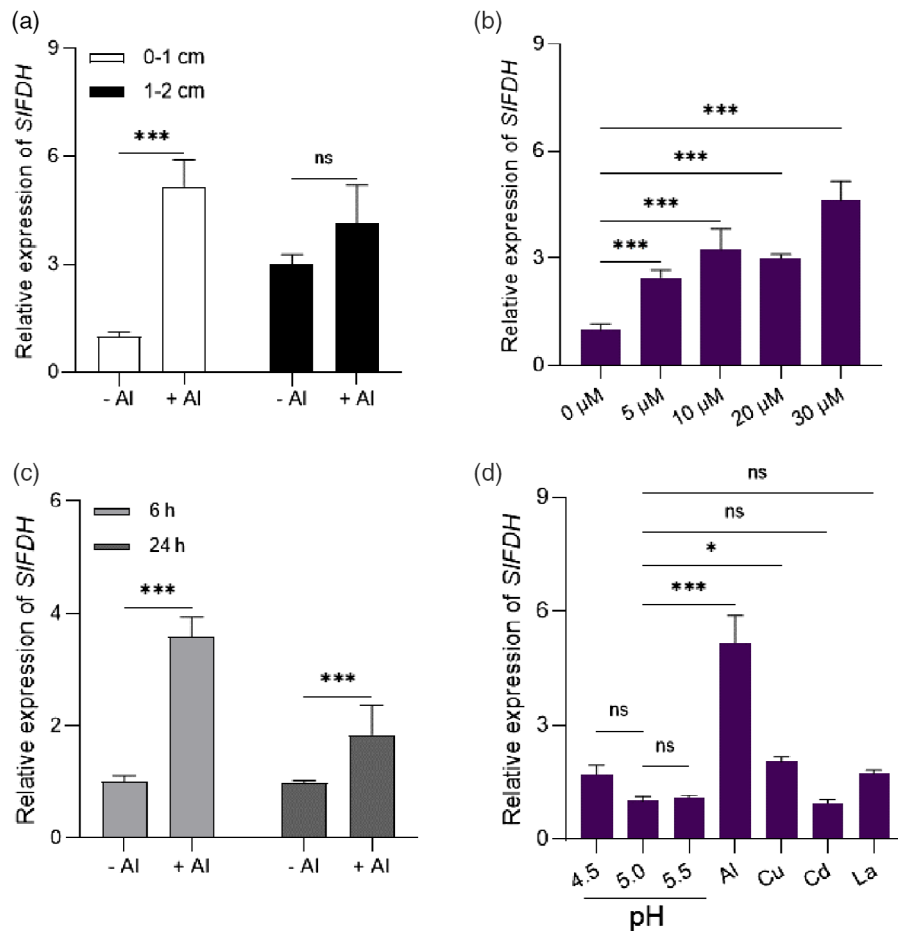 (a)
Relative expression of SlFDH
9
6
3
0
0-1 cm
1-2 cm
***
ns
- Al
+ Al
- Al
+ Al
(b)
Relative expression of SlFDH
9
6
3
0
***
***
***
***
0 µM
5 µM
10 µM
20 µM
30 µM
(c)
Relative expression of SlFDH
6
4
2
0
6 h
24 h
***
***
- Al
+ Al
- Al
+ Al
(d)
Relative expression of SlFDH
9
6
3
0
ns
ns
*
***
ns
ns
4.5
5.0
5.5
Al
Cu
Cd
La
pH